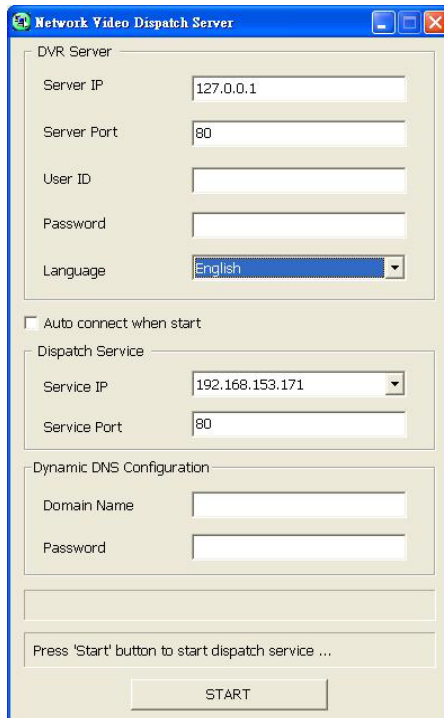 Network Video Dispatch Server
DVR Server
Server IP 127.0.0.1
Server Port 80
User ID
Password
Language English
Auto connect when start
Dispatch Service
Service IP 192.168.153.171
Service Port 80
Dynamic DNS Configuration
Domain Name
Password
Press 'Start' button to start dispatch service ...
START